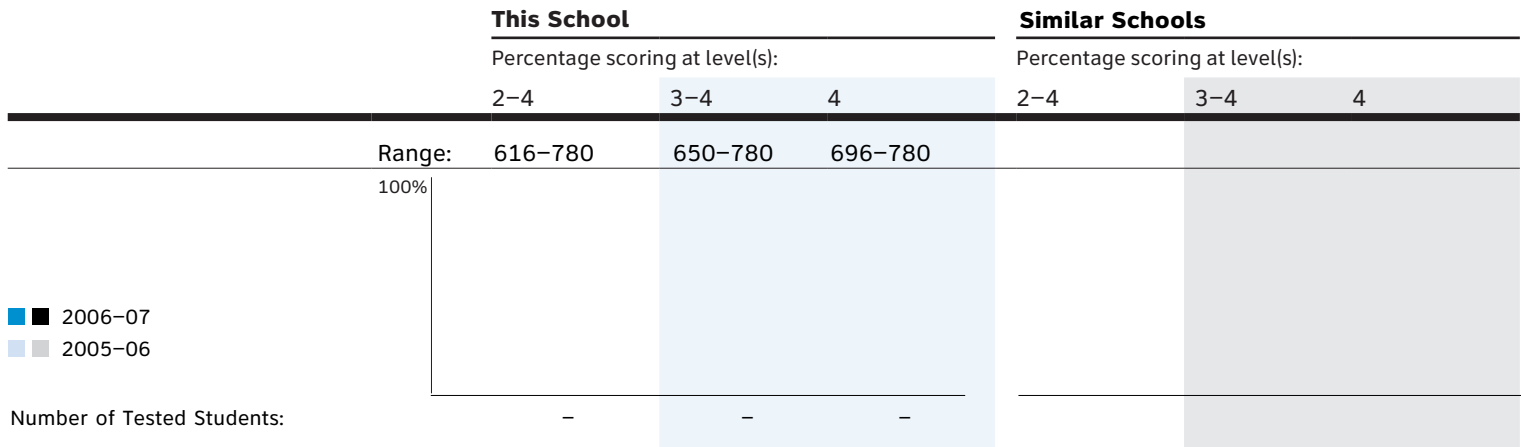 This School Similar Schools
Percentage scoring at level(s): Percentage scoring at level(s):
2–4 3–4 4 2–4 3–4 4
Range: 616–780 650–780 696–780
100%
2006–07
2005–06
Number of Tested Students: – – –